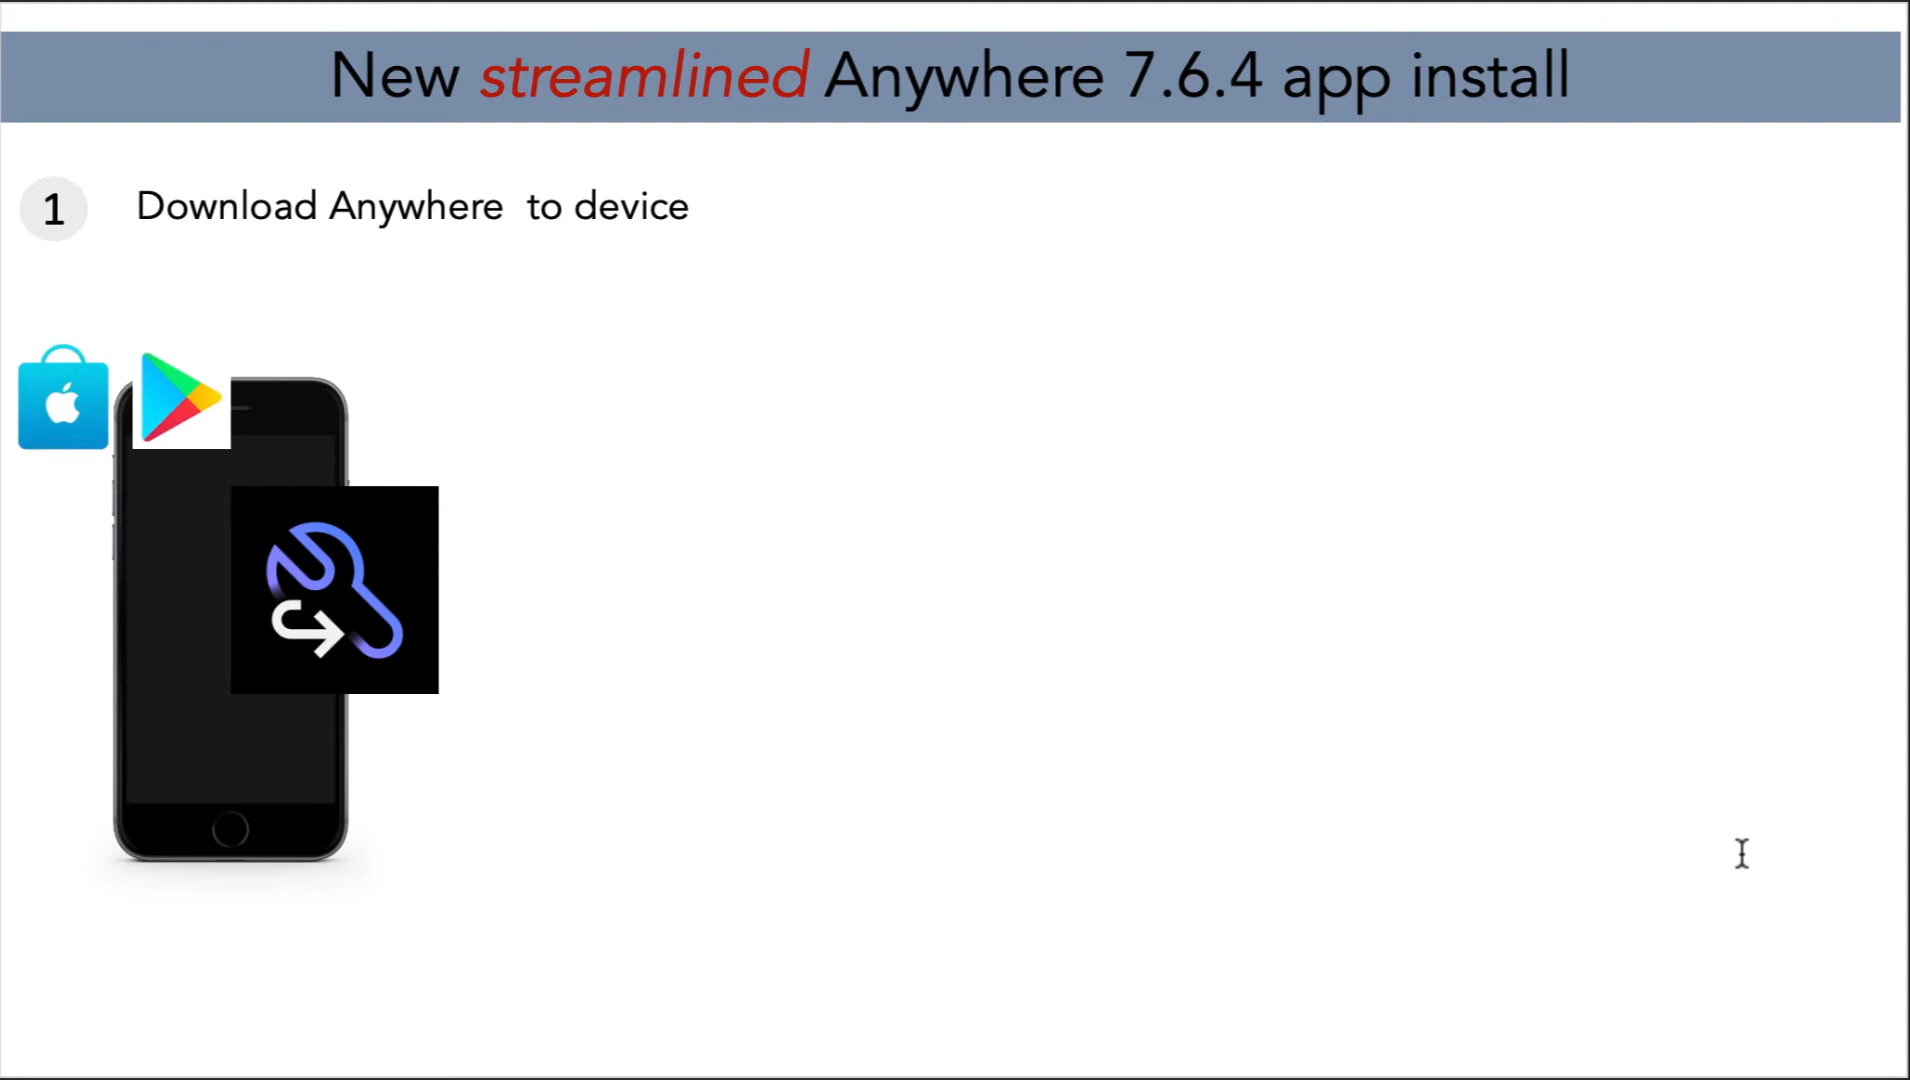 New streamlined Anywhere 7.6.4 app install
1 Download Anywhere to device